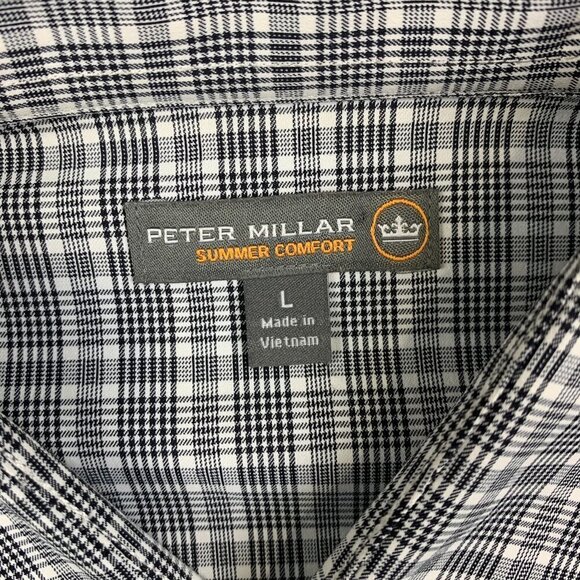 PETER MILLAR
SUMMER COMFORT
L
Made in
Vietnam